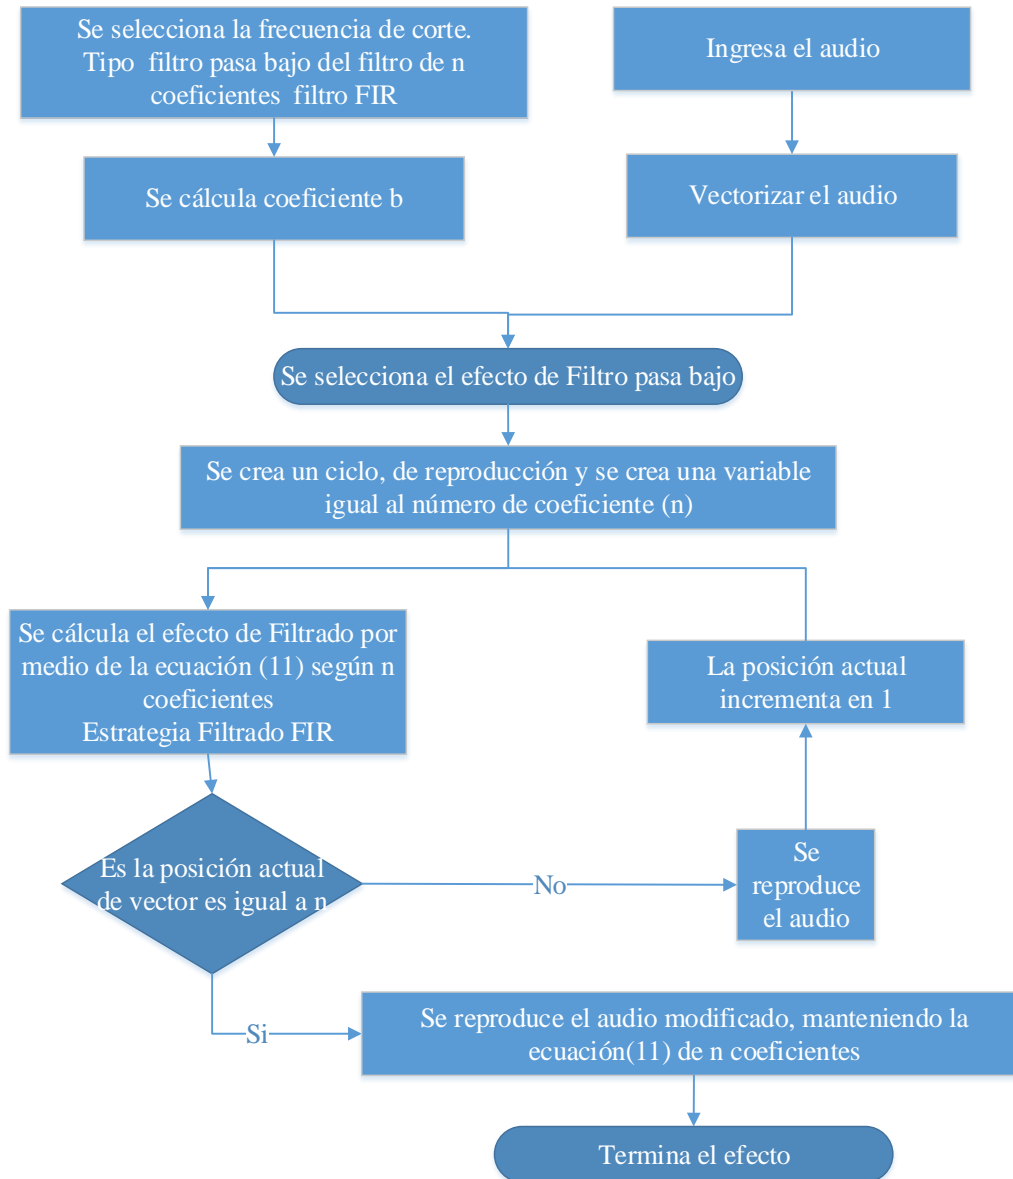 Se selecciona la frecuencia de corte.
Tipo  filtro pasa bajo del filtro de n
coeficientes  filtro FIR
Ingresa el audio
Se cálcula coeficiente b
Vectorizar el audio
Se selecciona el efecto de Filtro pasa bajo
Se crea un ciclo, de reproducción y se crea una variable
igual al número de coeficiente (n)
Se cálcula el efecto de Filtrado por
medio de la ecuación (11) según n
coeficientes
Estrategia Filtrado FIR
La posición actual
incrementa en 1
Es la posición actual
de vector es igual a n
No
Se
reproduce
el audio
Si
Se reproduce el audio modificado, manteniendo la
ecuación(11) de n coeficientes
Termina el efecto